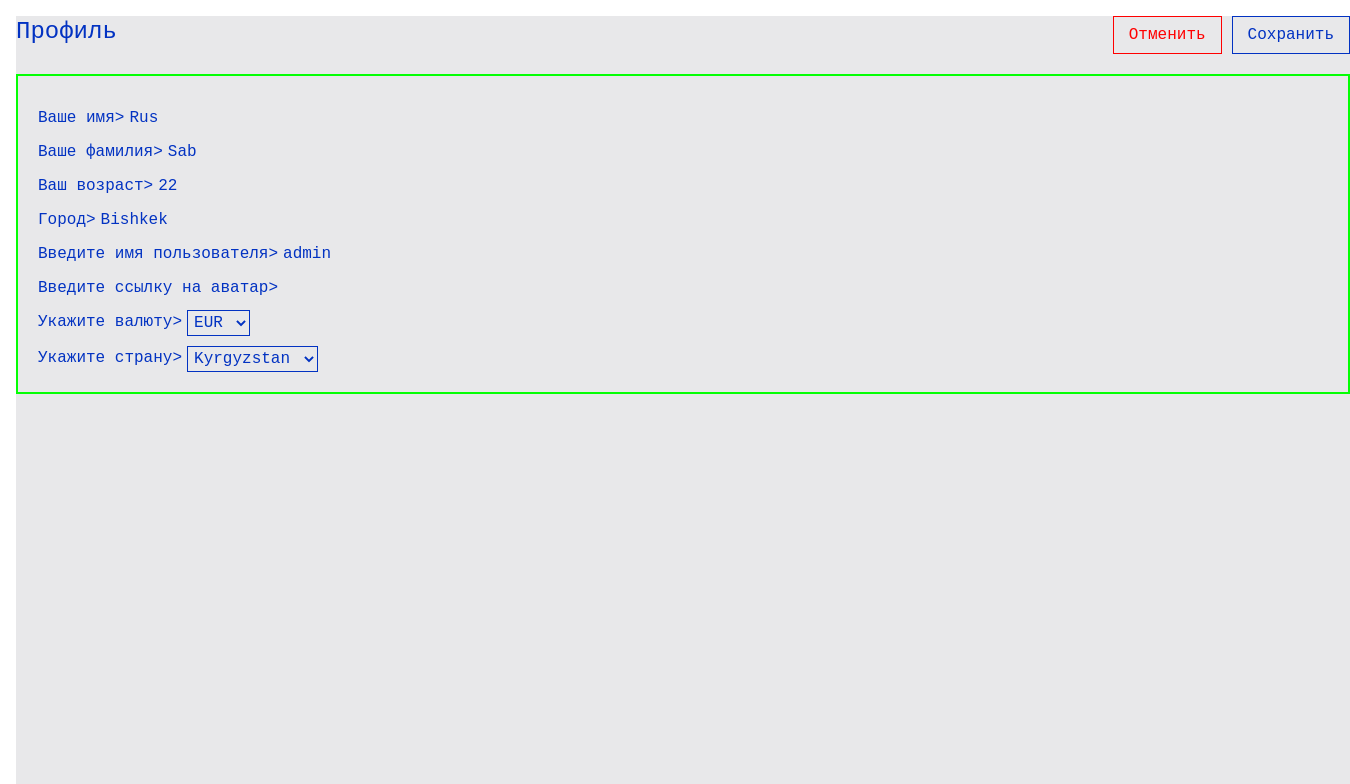 Профиль
Отменить
Сохранить
Ваше имя> Rus
Ваше фамилия> Sab
Ваш возраст> 22
Город> Bishkek
Введите имя пользователя> admin
Введите ссылку на аватар>
Укажите валюту> EUR
Укажите страну> Kyrgyzstan